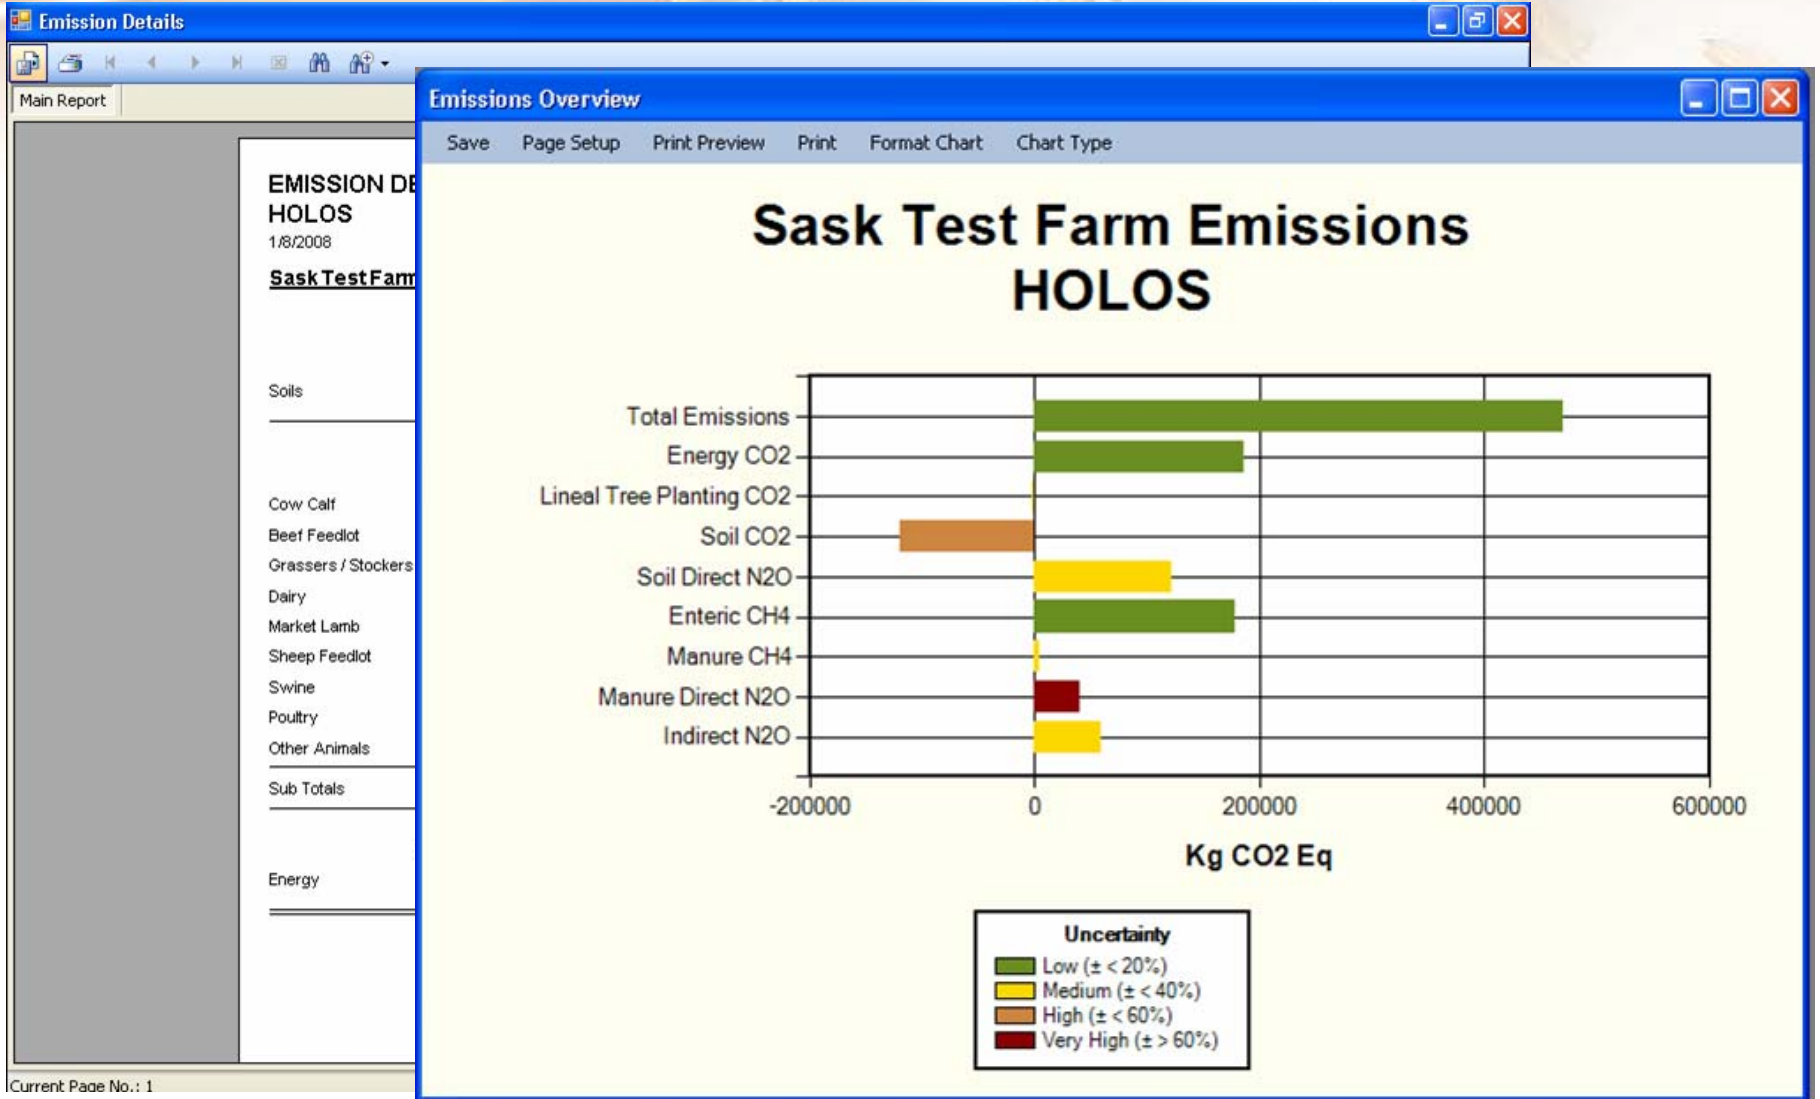 Emission Details
Main Report
EMISSION DE
HOLOS
1/8/2008
Sask Test Farm
Soils
Cow Calf
Beef Feedlot
Grassers / Stockers
Dairy
Market Lamb
Sheep Feedlot
Swine
Poultry
Other Animals
Sub Totals
Energy
Current Page No.: 1
Emissions Overview
Save Page Setup Print Preview Print Format Chart Chart Type
Sask Test Farm Emissions
HOLOS
Total Emissions
Energy CO2
Lineal Tree Planting CO2
Soil CO2
Soil Direct N2O
Enteric CH4
Manure CH4
Manure Direct N2O
Indirect N2O
-200000 0 200000 400000 600000
Kg CO2 Eq
Uncertainty
Low (± < 20%)
Medium (± < 40%)
High (± < 60%)
Very High (± > 60%)